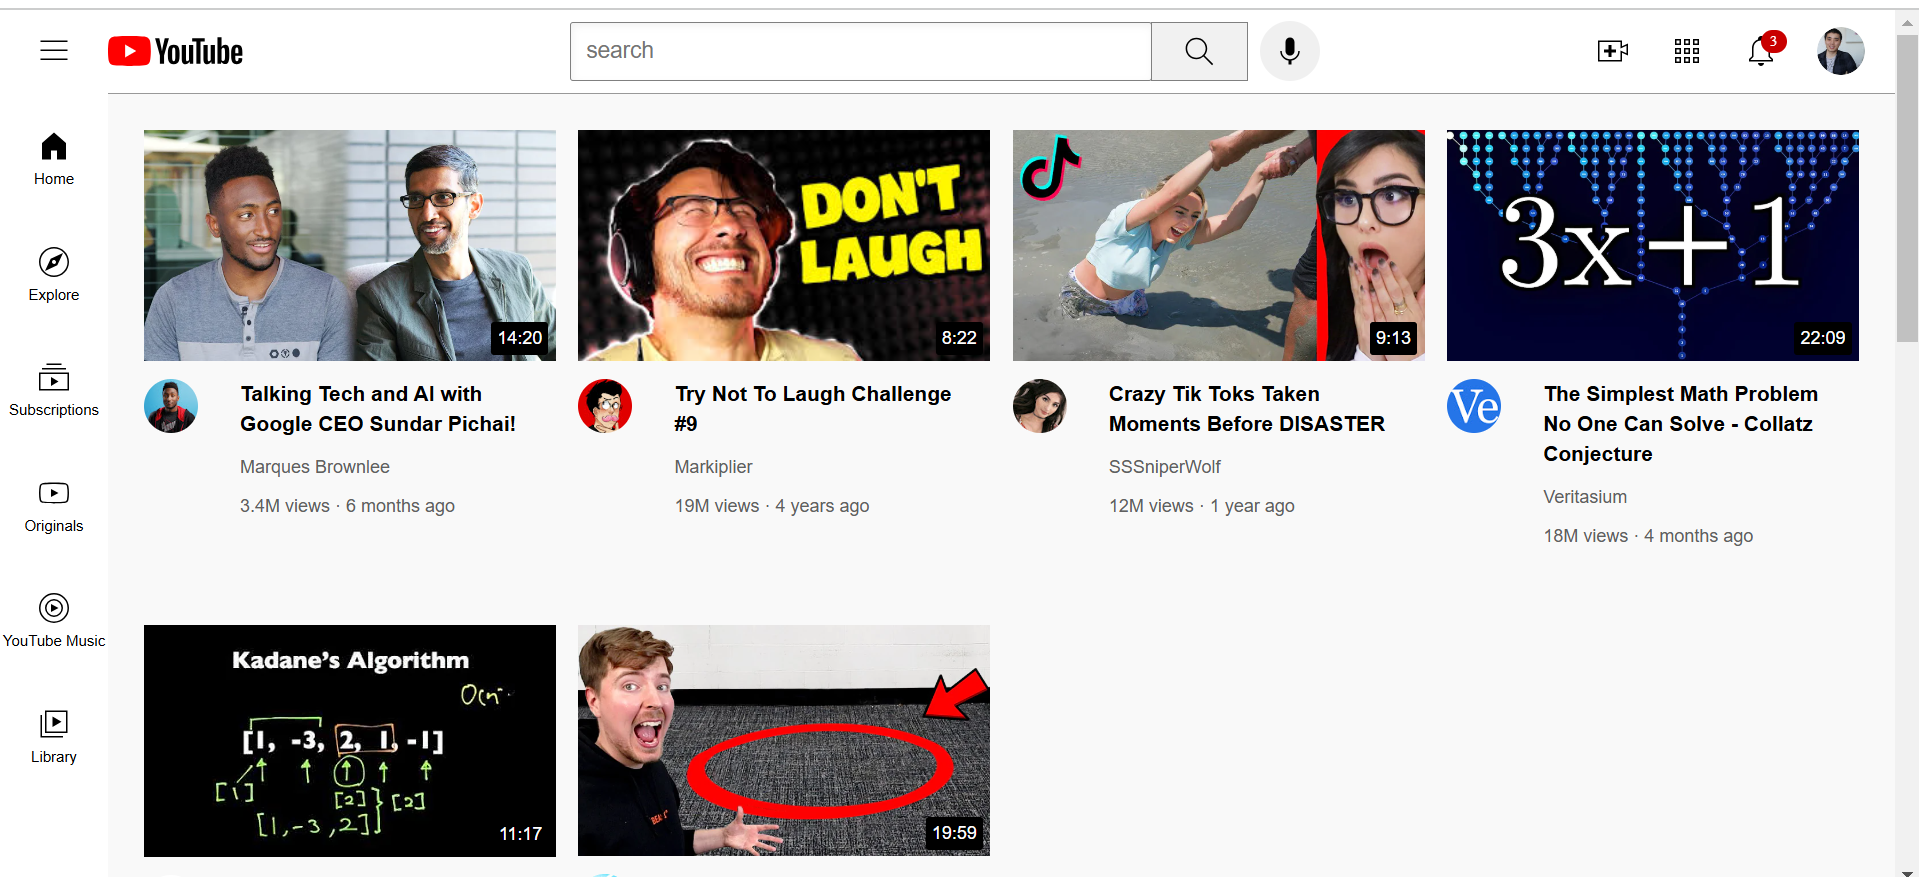 YouTube
search
3
Home
Explore
Subscriptions
Originals
YouTube Music
Library
DON'T
LAUGH
3x+1
14:20
8:22
9:13
22:09
Talking Tech and AI with
Google CEO Sundar Pichai!
Marques Brownlee
3.4M views · 6 months ago
Try Not To Laugh Challenge
#9
Markiplier
19M views · 4 years ago
Crazy Tik Toks Taken
Moments Before DISASTER
SSSniperWolf
12M views · 1 year ago
Ve
The Simplest Math Problem
No One Can Solve - Collatz
Conjecture
Veritasium
18M views · 4 months ago
Kadane's Algorithm
[1, -3, 2, 1, -1]
[1]
[2]
[2]
[1,-3,2]
11:17
19:59